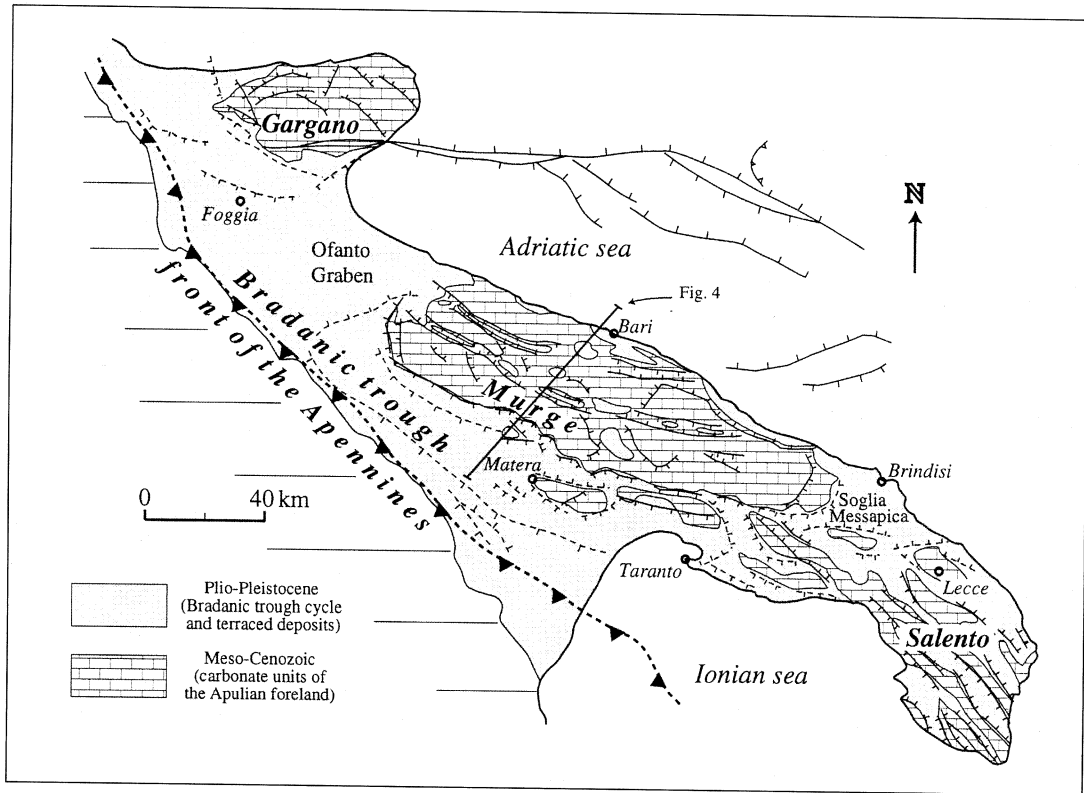 Gargano
N
Foggia
Adriatic sea
Ofanto
Graben
Fig. 4
Bari
Bradanic trough
front of the Apennines
Murge
Matera
Brindisi
Soglia
Messapica
0 40 km
Taranto
Lecce
Salento
Ionian sea
Plio-Pleistocene
(Bradanic trough cycle
and terraced deposits)
Meso-Cenozoic
(carbonate units of
the Apulian foreland)